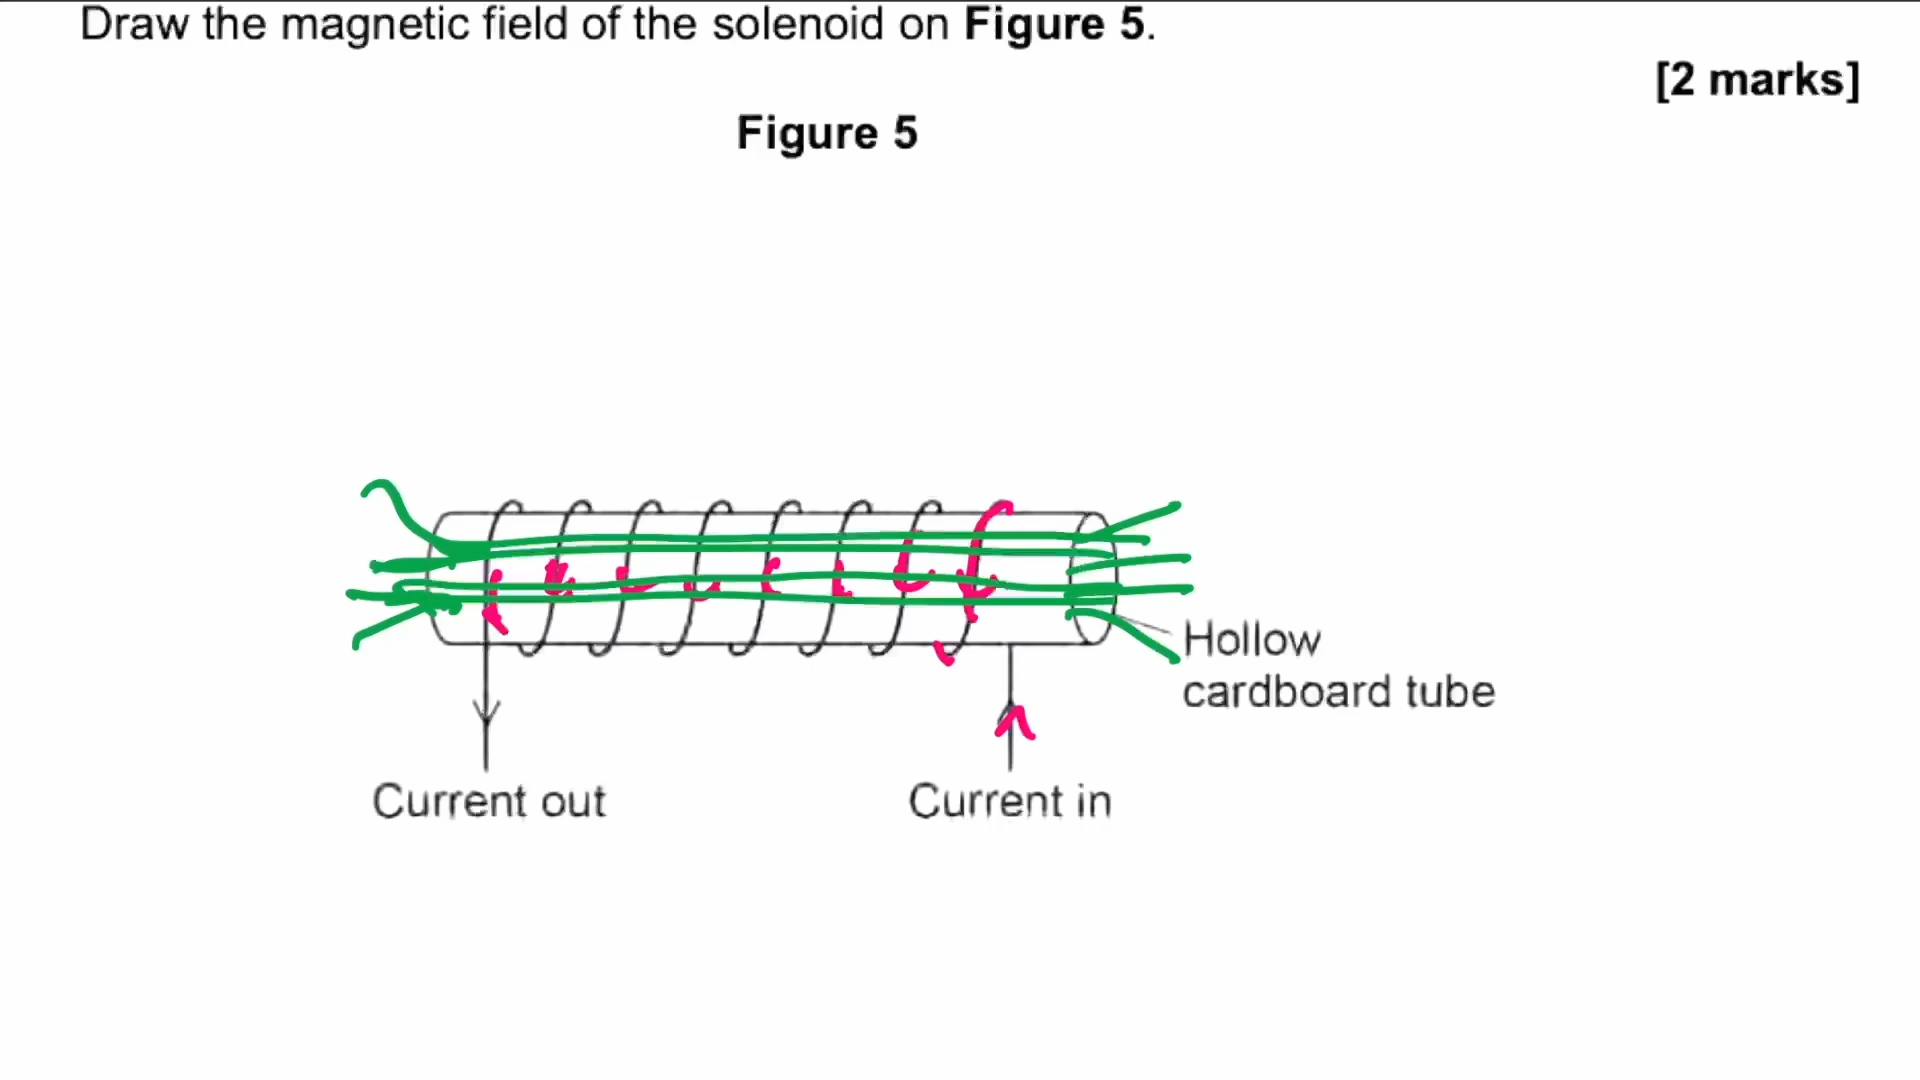 Draw the magnetic field of the solenoid on Figure 5.
[2 marks]
Figure 5
Hollow
cardboard tube
Current out
Current in